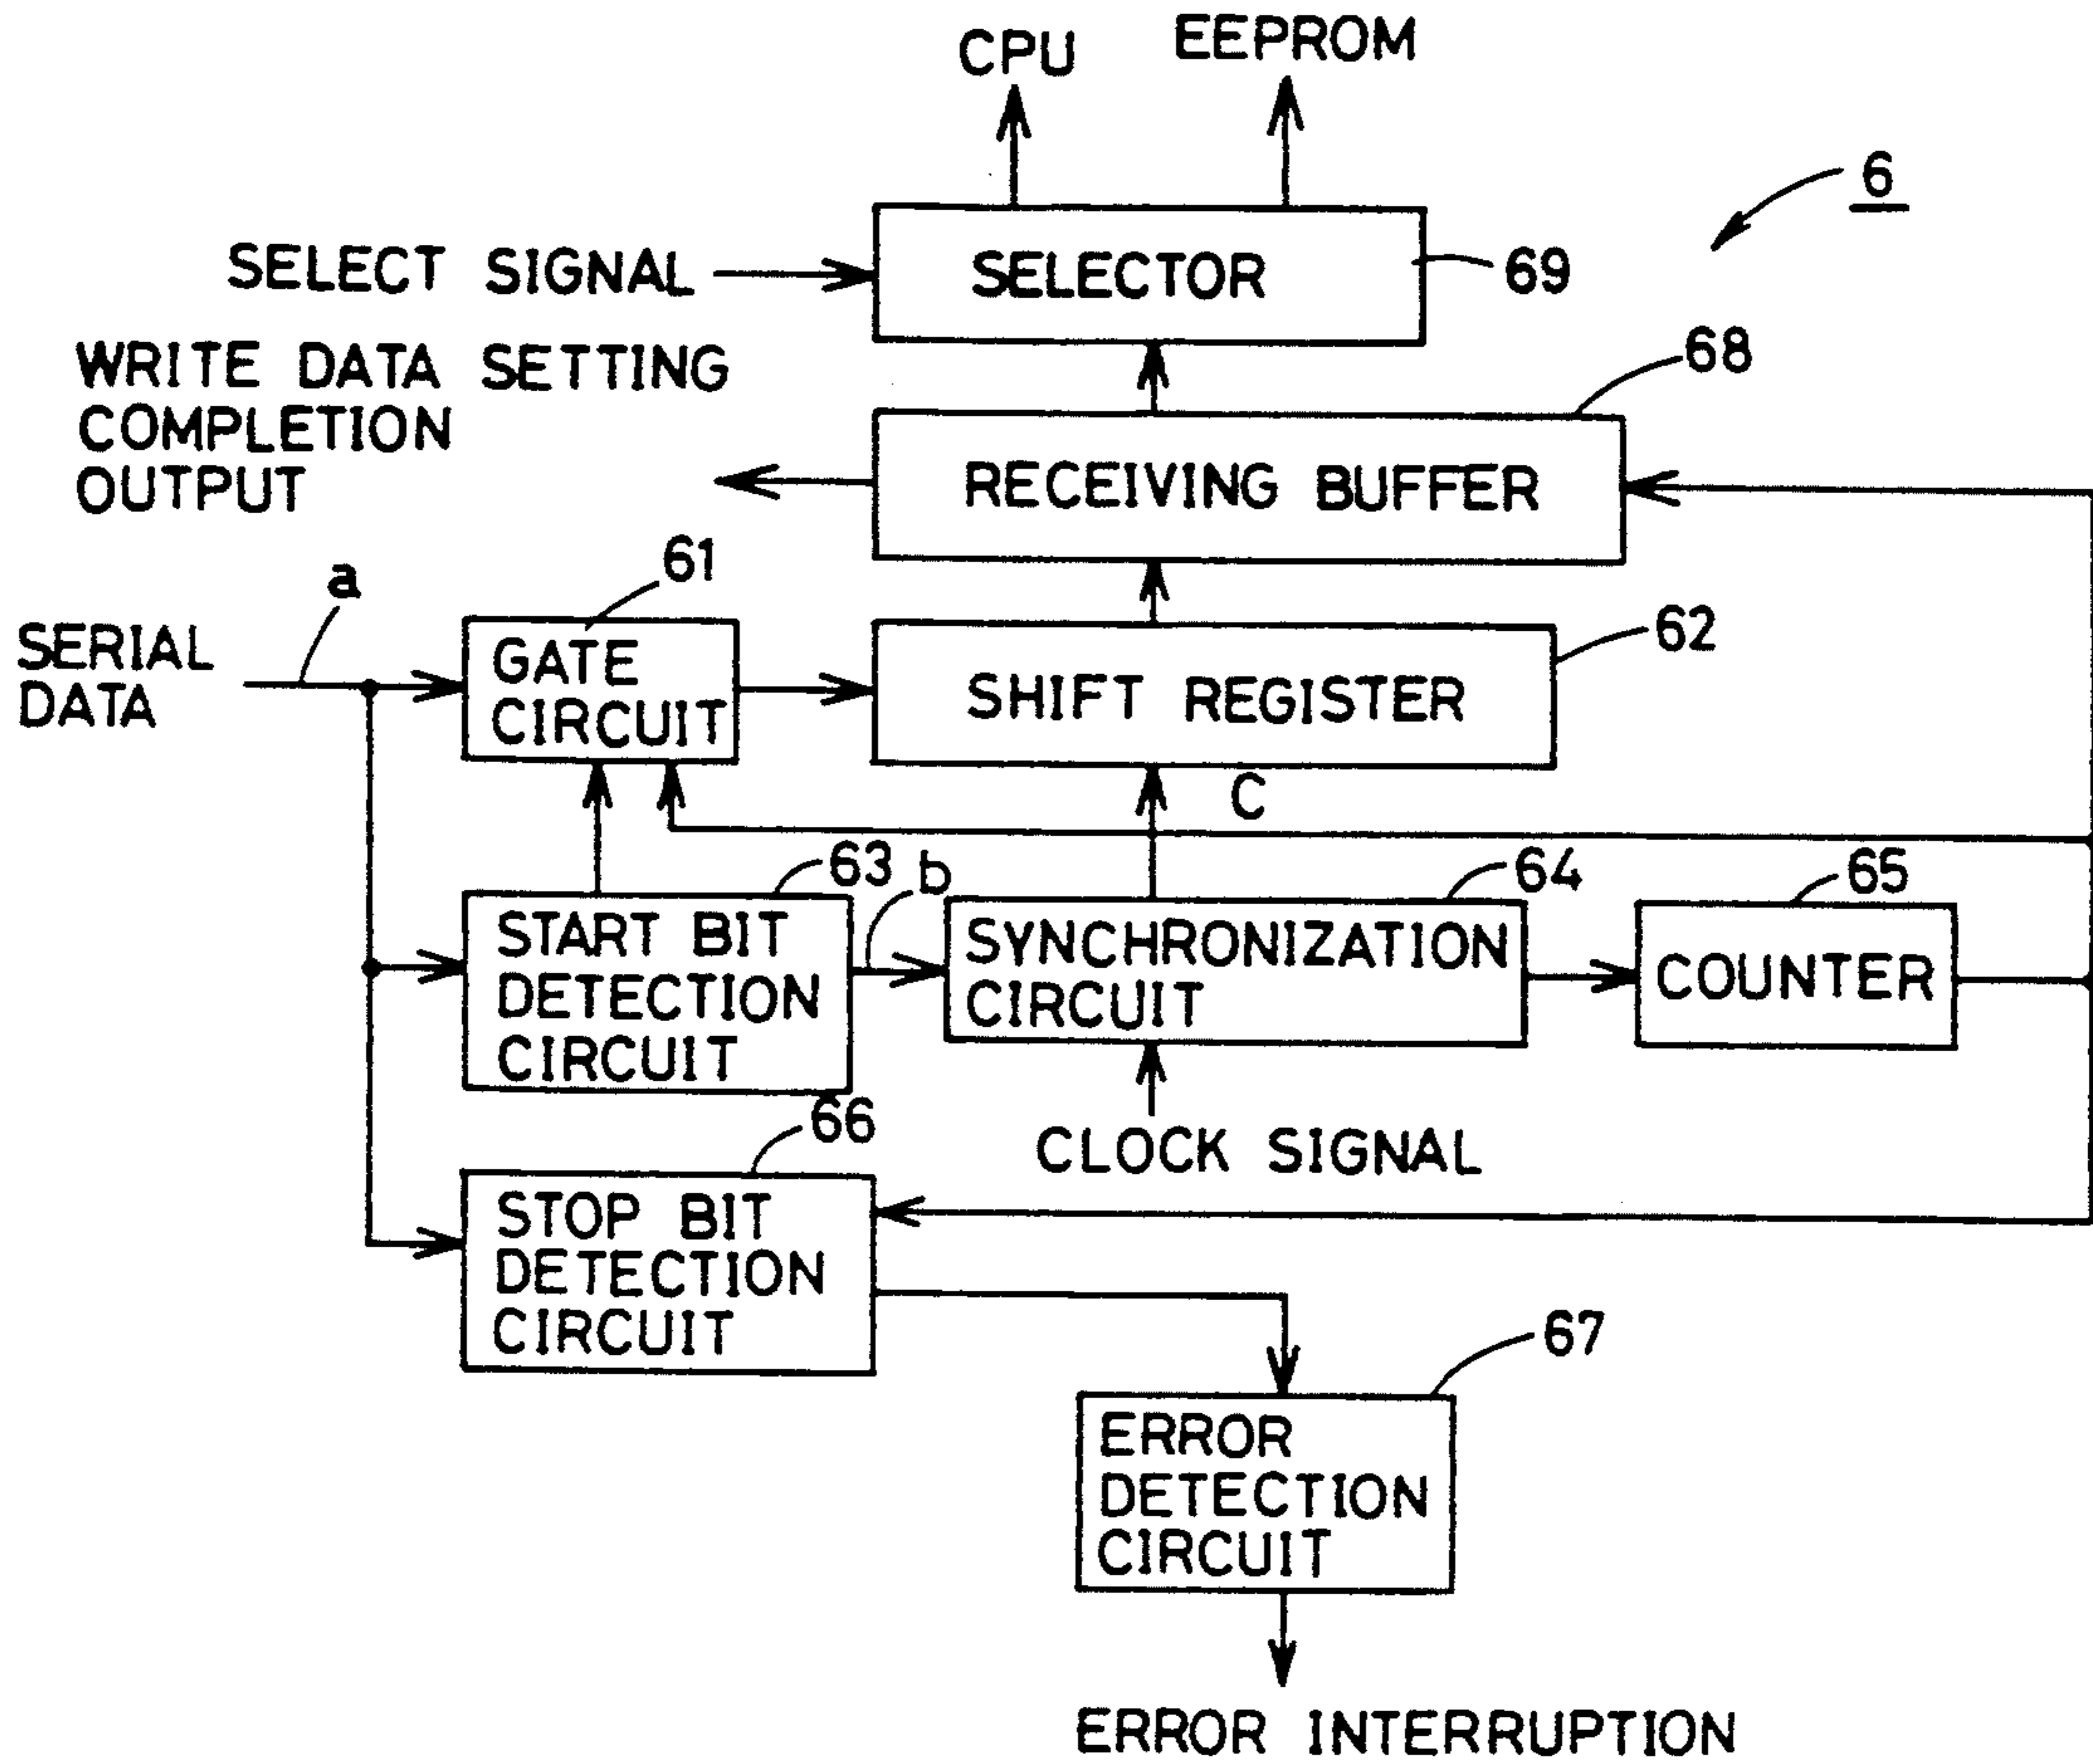 CPU
EEPROM
6
SELECT SIGNAL
SELECTOR
69
WRITE DATA SETTING
COMPLETION
OUTPUT
68
RECEIVING BUFFER
a
61
SERIAL
DATA
GATE
CIRCUIT
62
SHIFT REGISTER
C
63
b
64
65
START BIT
DETECTION
CIRCUIT
SYNCHRONIZATION
CIRCUIT
COUNTER
66
CLOCK SIGNAL
STOP BIT
DETECTION
CIRCUIT
67
ERROR
DETECTION
CIRCUIT
ERROR INTERRUPTION